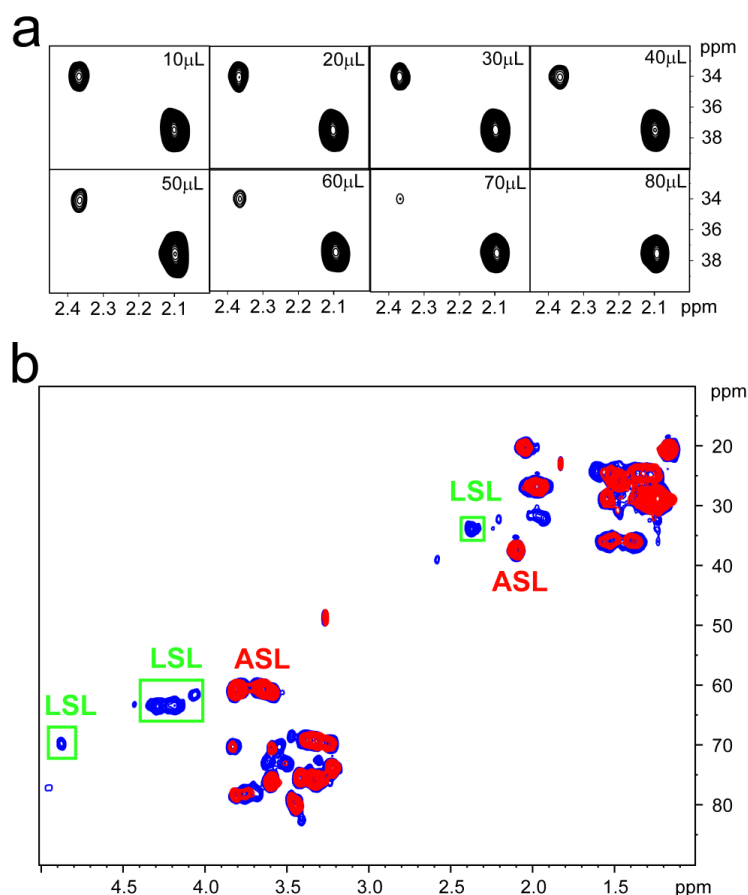 a
ppm
10µL 20µL 30µL 40µL
34
36
38
50µL 60µL 70µL 80µL
34
36
38
2.4 2.3 2.2 2.1 2.4 2.3 2.2 2.1 2.4 2.3 2.2 2.1 2.4 2.3 2.2 2.1 ppm
b
ppm
20
LSL
30
40
ASL
50
LSL ASL
60
LSL
70
80
4.5 4.0 3.5 3.0 2.5 2.0 1.5 ppm